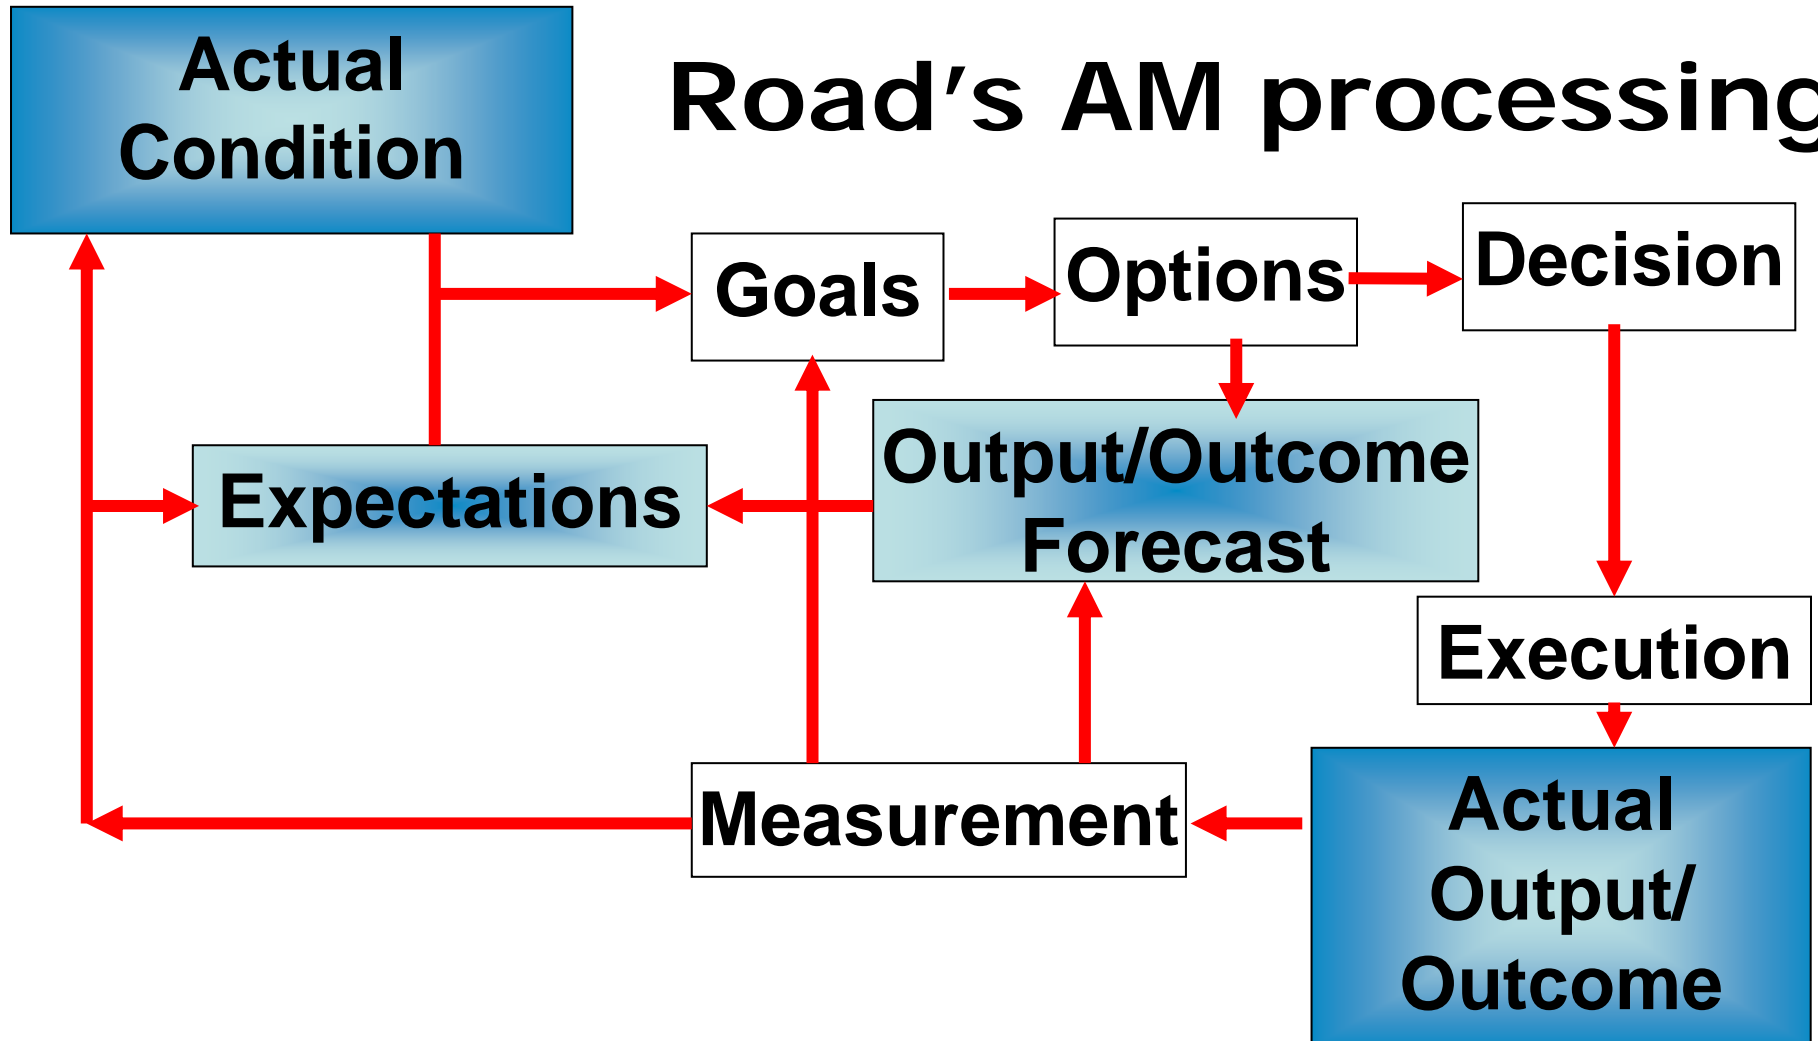 Actual
Condition
Road's AM processing
Goals
Options
Decision
Expectations
Output/Outcome
Forecast
Execution
Measurement
Actual
Output/
Outcome